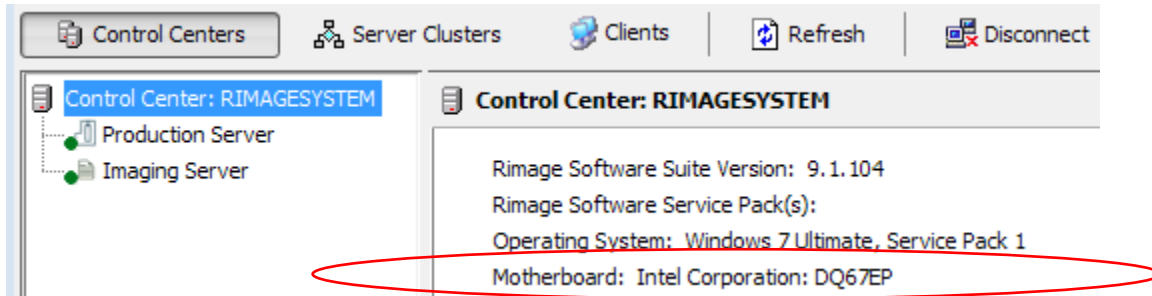 Control Centers Server Clusters Clients Refresh Disconnect
Control Center: RIMAGESYSTEM
Production Server
Imaging Server
Control Center: RIMAGESYSTEM
Rimage Software Suite Version: 9.1.104
Rimage Software Service Pack(s):
Operating System: Windows 7 Ultimate, Service Pack 1
Motherboard: Intel Corporation: DQ67EP